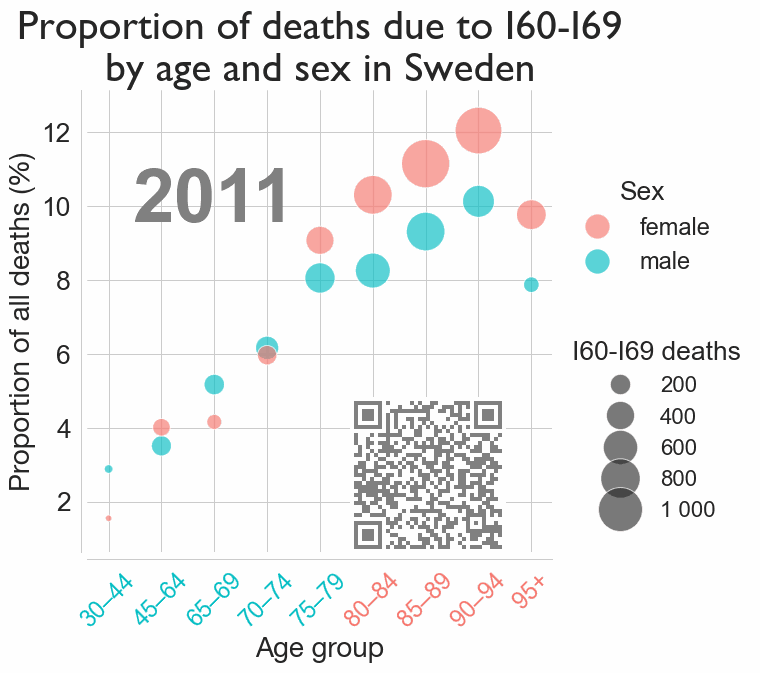 Proportion of deaths due to I60-I69
by age and sex in Sweden
2011
Proportion of all deaths (%)
12
10
8
6
4
2
30–44
45–64
65–69
70–74
75–79
80–84
85–89
90–94
95+
Age group
Sex
female
male
I60-I69 deaths
200
400
600
800
1 000